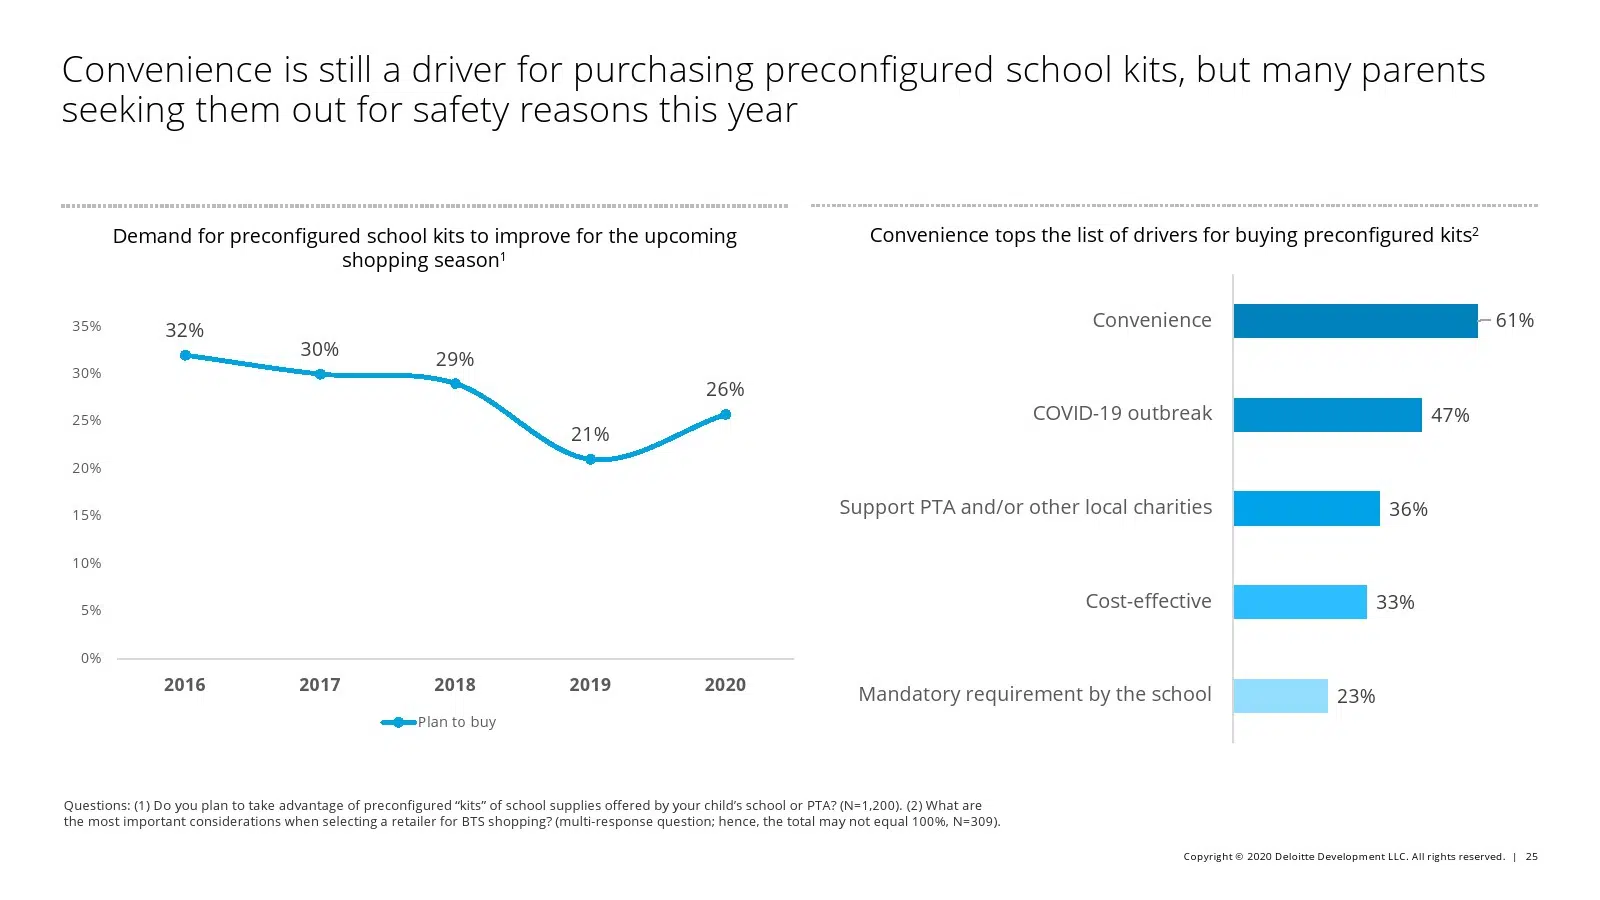 Convenience is still a driver for purchasing preconfigured school kits, but many parents
seeking them out for safety reasons this year
Demand for preconfigured school kits to improve for the upcoming
shopping season¹
35%
30%
25%
20%
15%
10%
5%
0%
32%
30%
29%
21%
26%
2016
2017
2018
2019
2020
Plan to buy
Convenience tops the list of drivers for buying preconfigured kits²
Convenience
61%
COVID-19 outbreak
47%
Support PTA and/or other local charities
36%
Cost-effective
33%
Mandatory requirement by the school
23%
Questions: (1) Do you plan to take advantage of preconfigured “kits” of school supplies offered by your child’s school or PTA? (N=1,200). (2) What are
the most important considerations when selecting a retailer for BTS shopping? (multi-response question; hence, the total may not equal 100%, N=309).
Copyright © 2020 Deloitte Development LLC. All rights reserved. | 25